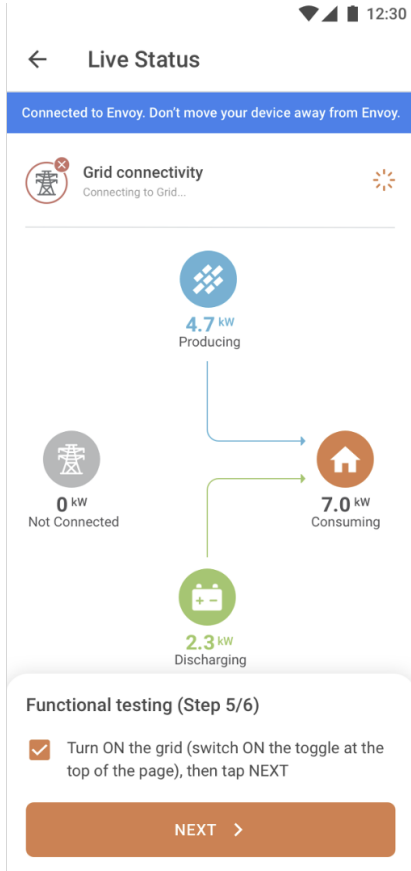 12:30
Live Status
Connected to Envoy. Don't move your device away from Envoy.
Grid connectivity
Connecting to Grid...
4.7 kW
Producing
0 kW
Not Connected
7.0 kW
Consuming
2.3 kW
Discharging
Functional testing (Step 5/6)
Turn ON the grid (switch ON the toggle at the
top of the page), then tap NEXT
NEXT